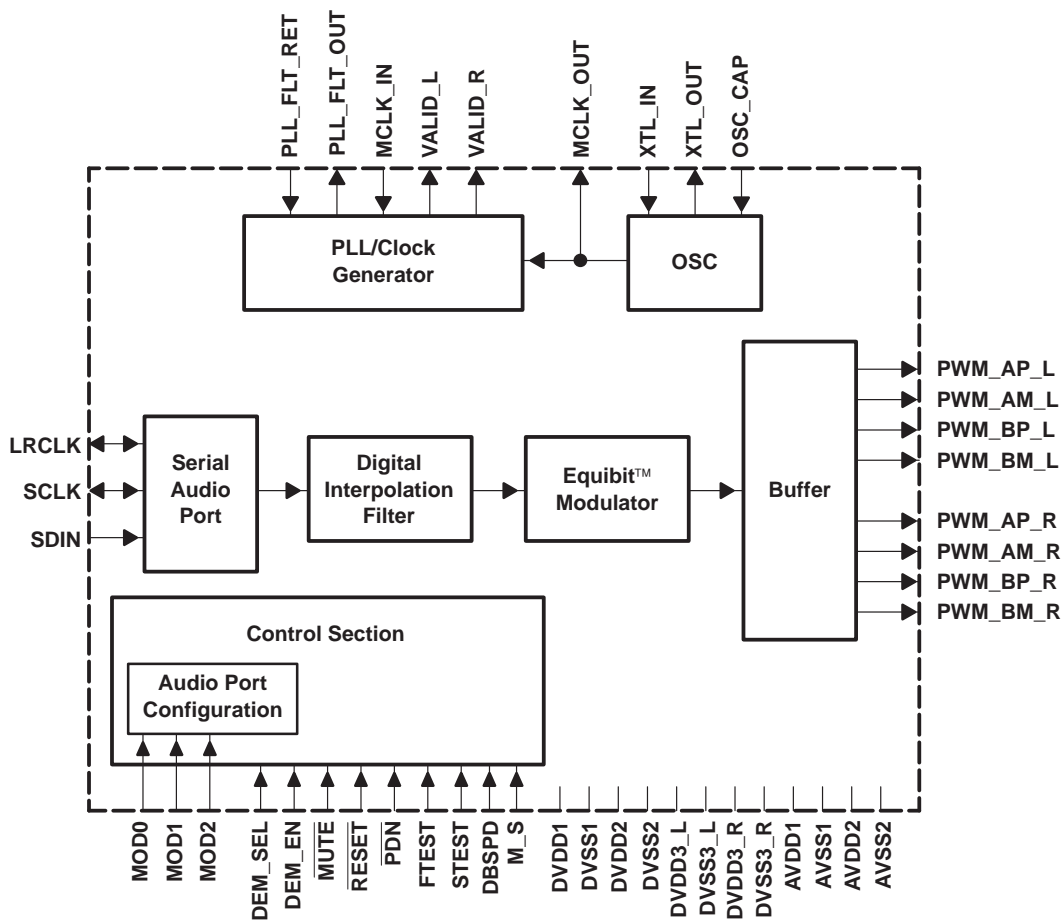 PLL_FLT_RET
PLL_FLT_OUT
MCLK_IN
VALID_L
VALID_R
MCLK_OUT
XTL_IN
XTL_OUT
OSC_CAP
PLL/Clock
Generator
OSC
LRCLK
SCLK
SDIN
Serial
Audio
Port
Digital
Interpolation
Filter
Equibit™
Modulator
Buffer
PWM_AP_L
PWM_AM_L
PWM_BP_L
PWM_BM_L
PWM_AP_R
PWM_AM_R
PWM_BP_R
PWM_BM_R
Control Section
Audio Port
Configuration
MOD0
MOD1
MOD2
DEM_SEL
DEM_EN
MUTE
RESET
PDN
FTEST
STEST
DBSPD
M_S
DVDD1
DVSS1
DVDD2
DVSS2
DVDD3_L
DVSS3_L
DVDD3_R
DVSS3_R
AVDD1
AVSS1
AVDD2
AVSS2